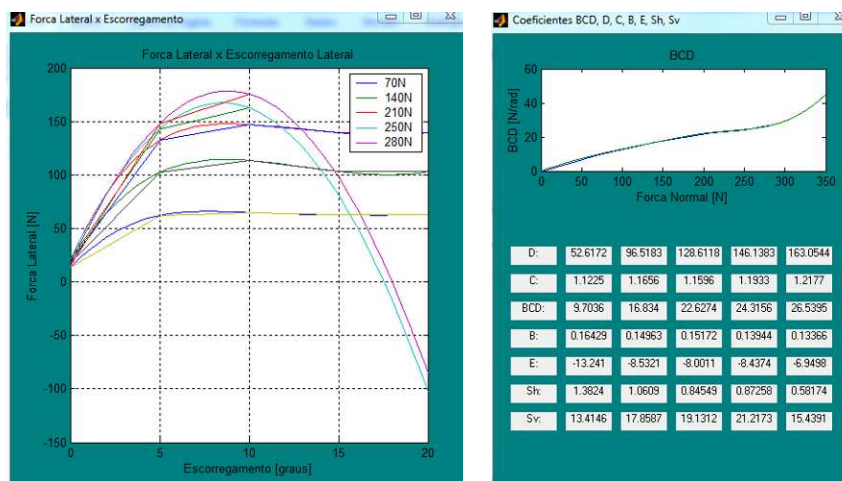 Forca Lateral x Escorregamento
Forca Lateral x Escorregamento Lateral
200
150
100
50
0
-50
-100
-150
0
5
10
15
20
Forca Lateral [N]
Escorregamento [graus]
70N
140N
210N
250N
280N
Coeficientes BCD, D, C, B, E, Sh, Sv
BCD
60
40
20
0
0
50
100
150
200
250
300
350
BCD [N/rad]
Forca Normal [N]
D: 52.6172 96.5183 128.6118 146.1383 163.0544
C: 1.1225 1.1656 1.1596 1.1933 1.2177
BCD: 9.7036 16.834 22.6274 24.3156 26.5395
B: 0.16429 0.14963 0.15172 0.13944 0.13366
E: -13.241 -8.5321 -8.0011 -8.4374 -6.9498
Sh: 1.3824 1.0609 0.84549 0.87258 0.58174
Sv: 13.4146 17.8587 19.1312 21.2173 15.4391